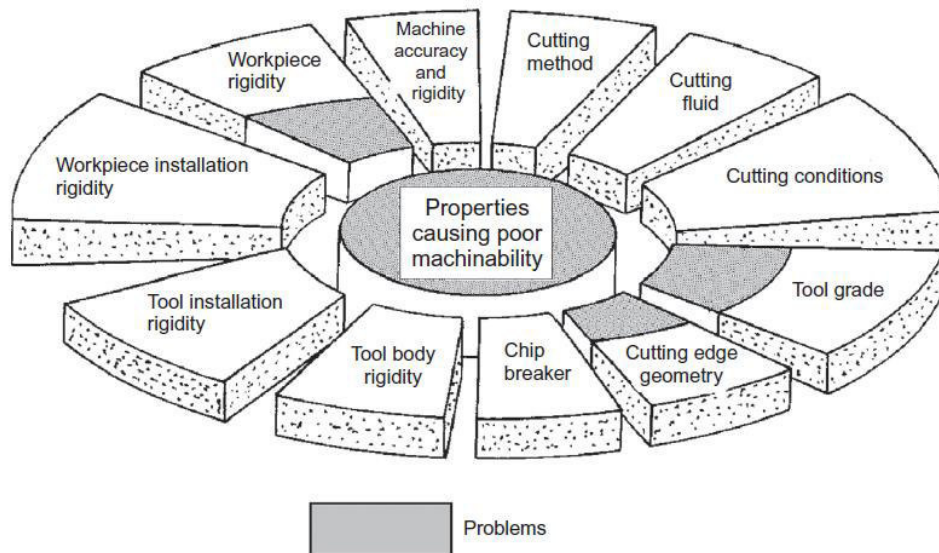 Machine
accuracy
and
rigidity
Cutting
method
Workpiece
rigidity
Cutting
fluid
Workpiece installation
rigidity
Cutting conditions
Properties
causing poor
machinability
Tool grade
Tool installation
rigidity
Tool body
rigidity
Chip
breaker
Cutting edge
geometry
Problems